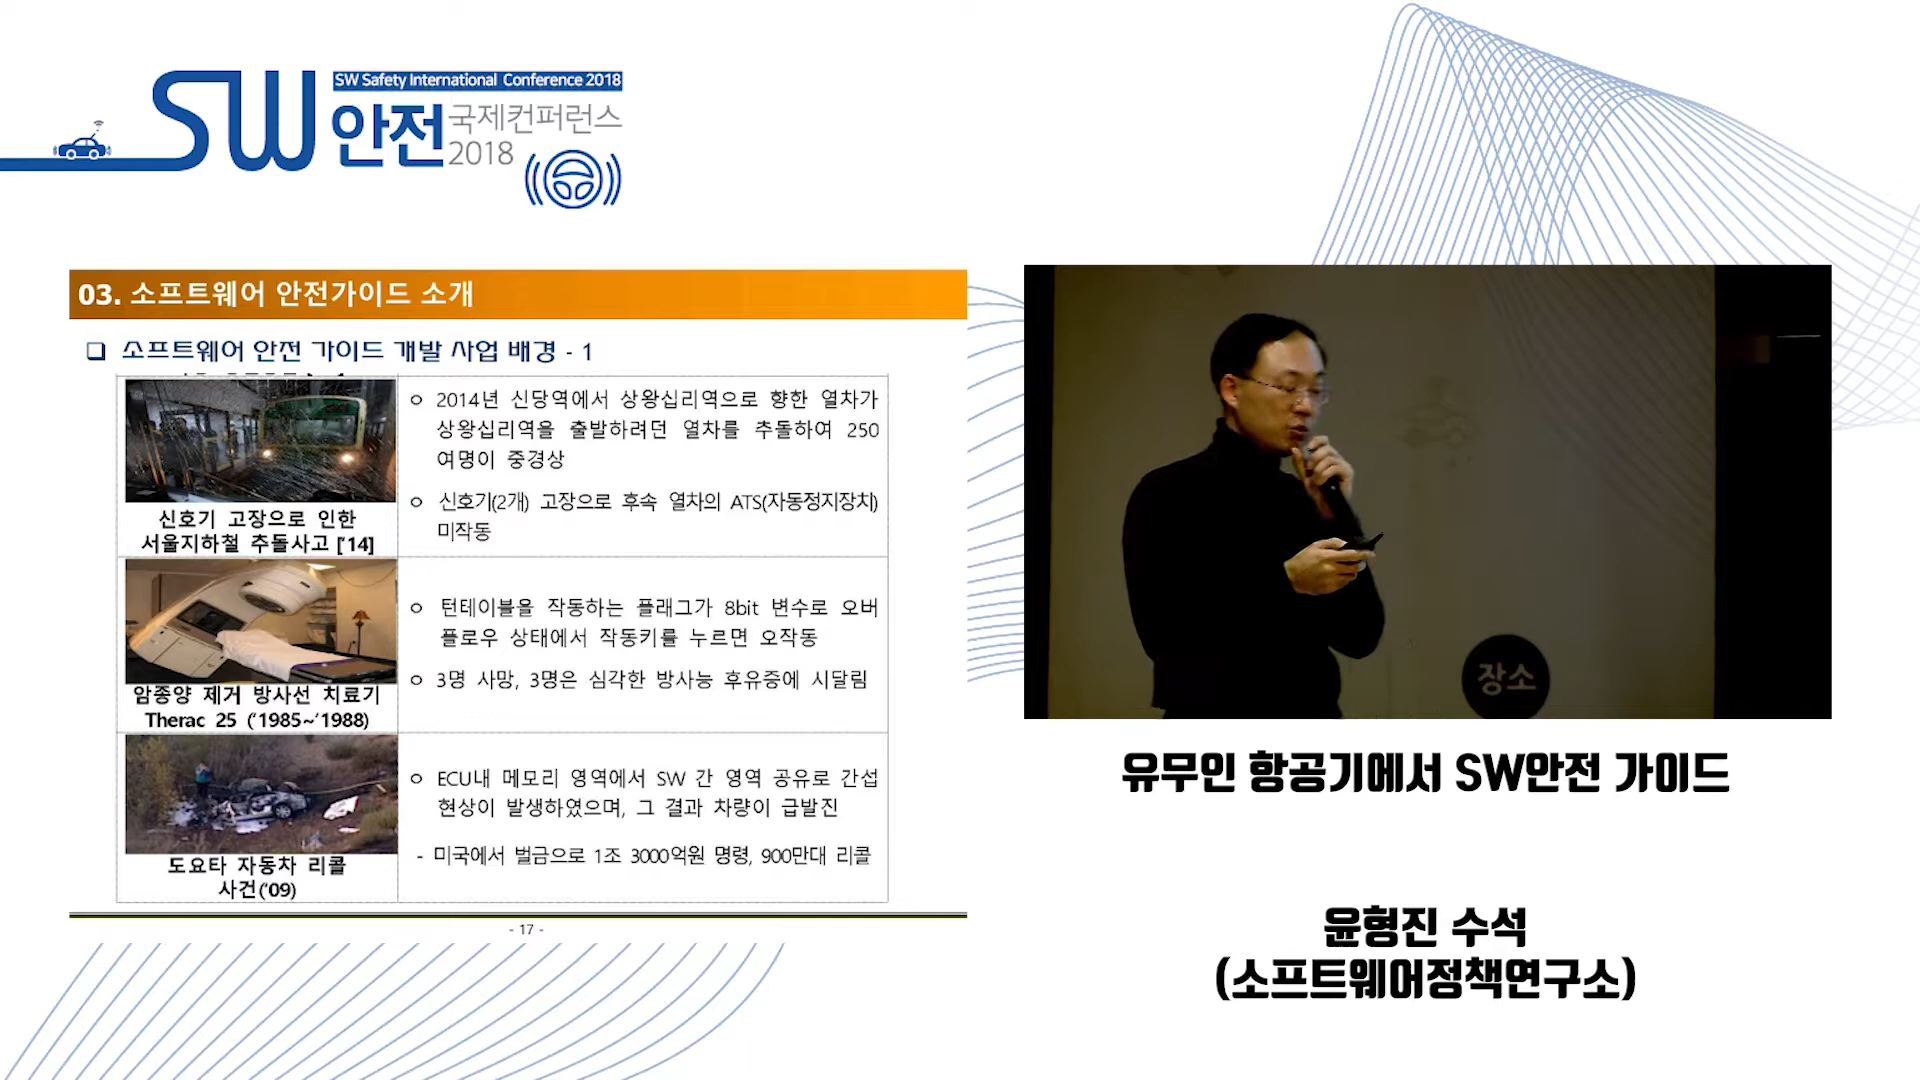 SW
SW Safety International Conference 2018
안전
국제컨퍼런스
2018
03. 소프트웨어 안전가이드 소개
소프트웨어 안전 가이드 개발 사업 배경 - 1
신호기 고장으로 인한
서울지하철 추돌사고 ['14]
2014년 신당역에서 상왕십리역으로 향한 열차가
상왕십리역을 출발하려던 열차를 추돌하여 250
여명이 중경상
신호기(2개) 고장으로 후속 열차의 ATS(자동정지장치)
미작동
암종양 제거 방사선 치료기
Therac 25 ('1985~'1988)
턴테이블을 작동하는 플래그가 8bit 변수로 오버
플로우 상태에서 작동키를 누르면 오작동
3명 사망, 3명은 심각한 방사능 후유증에 시달림
도요타 자동차 리콜
사건('09)
ECU내 메모리 영역에서 SW 간 영역 공유로 간섭
현상이 발생하였으며, 그 결과 차량이 급발진
- 미국에서 벌금으로 1조 3000억원 명령, 900만대 리콜
- 17 -
장소
유무인 항공기에서 SW안전 가이드
윤형진 수석
(소프트웨어정책연구소)